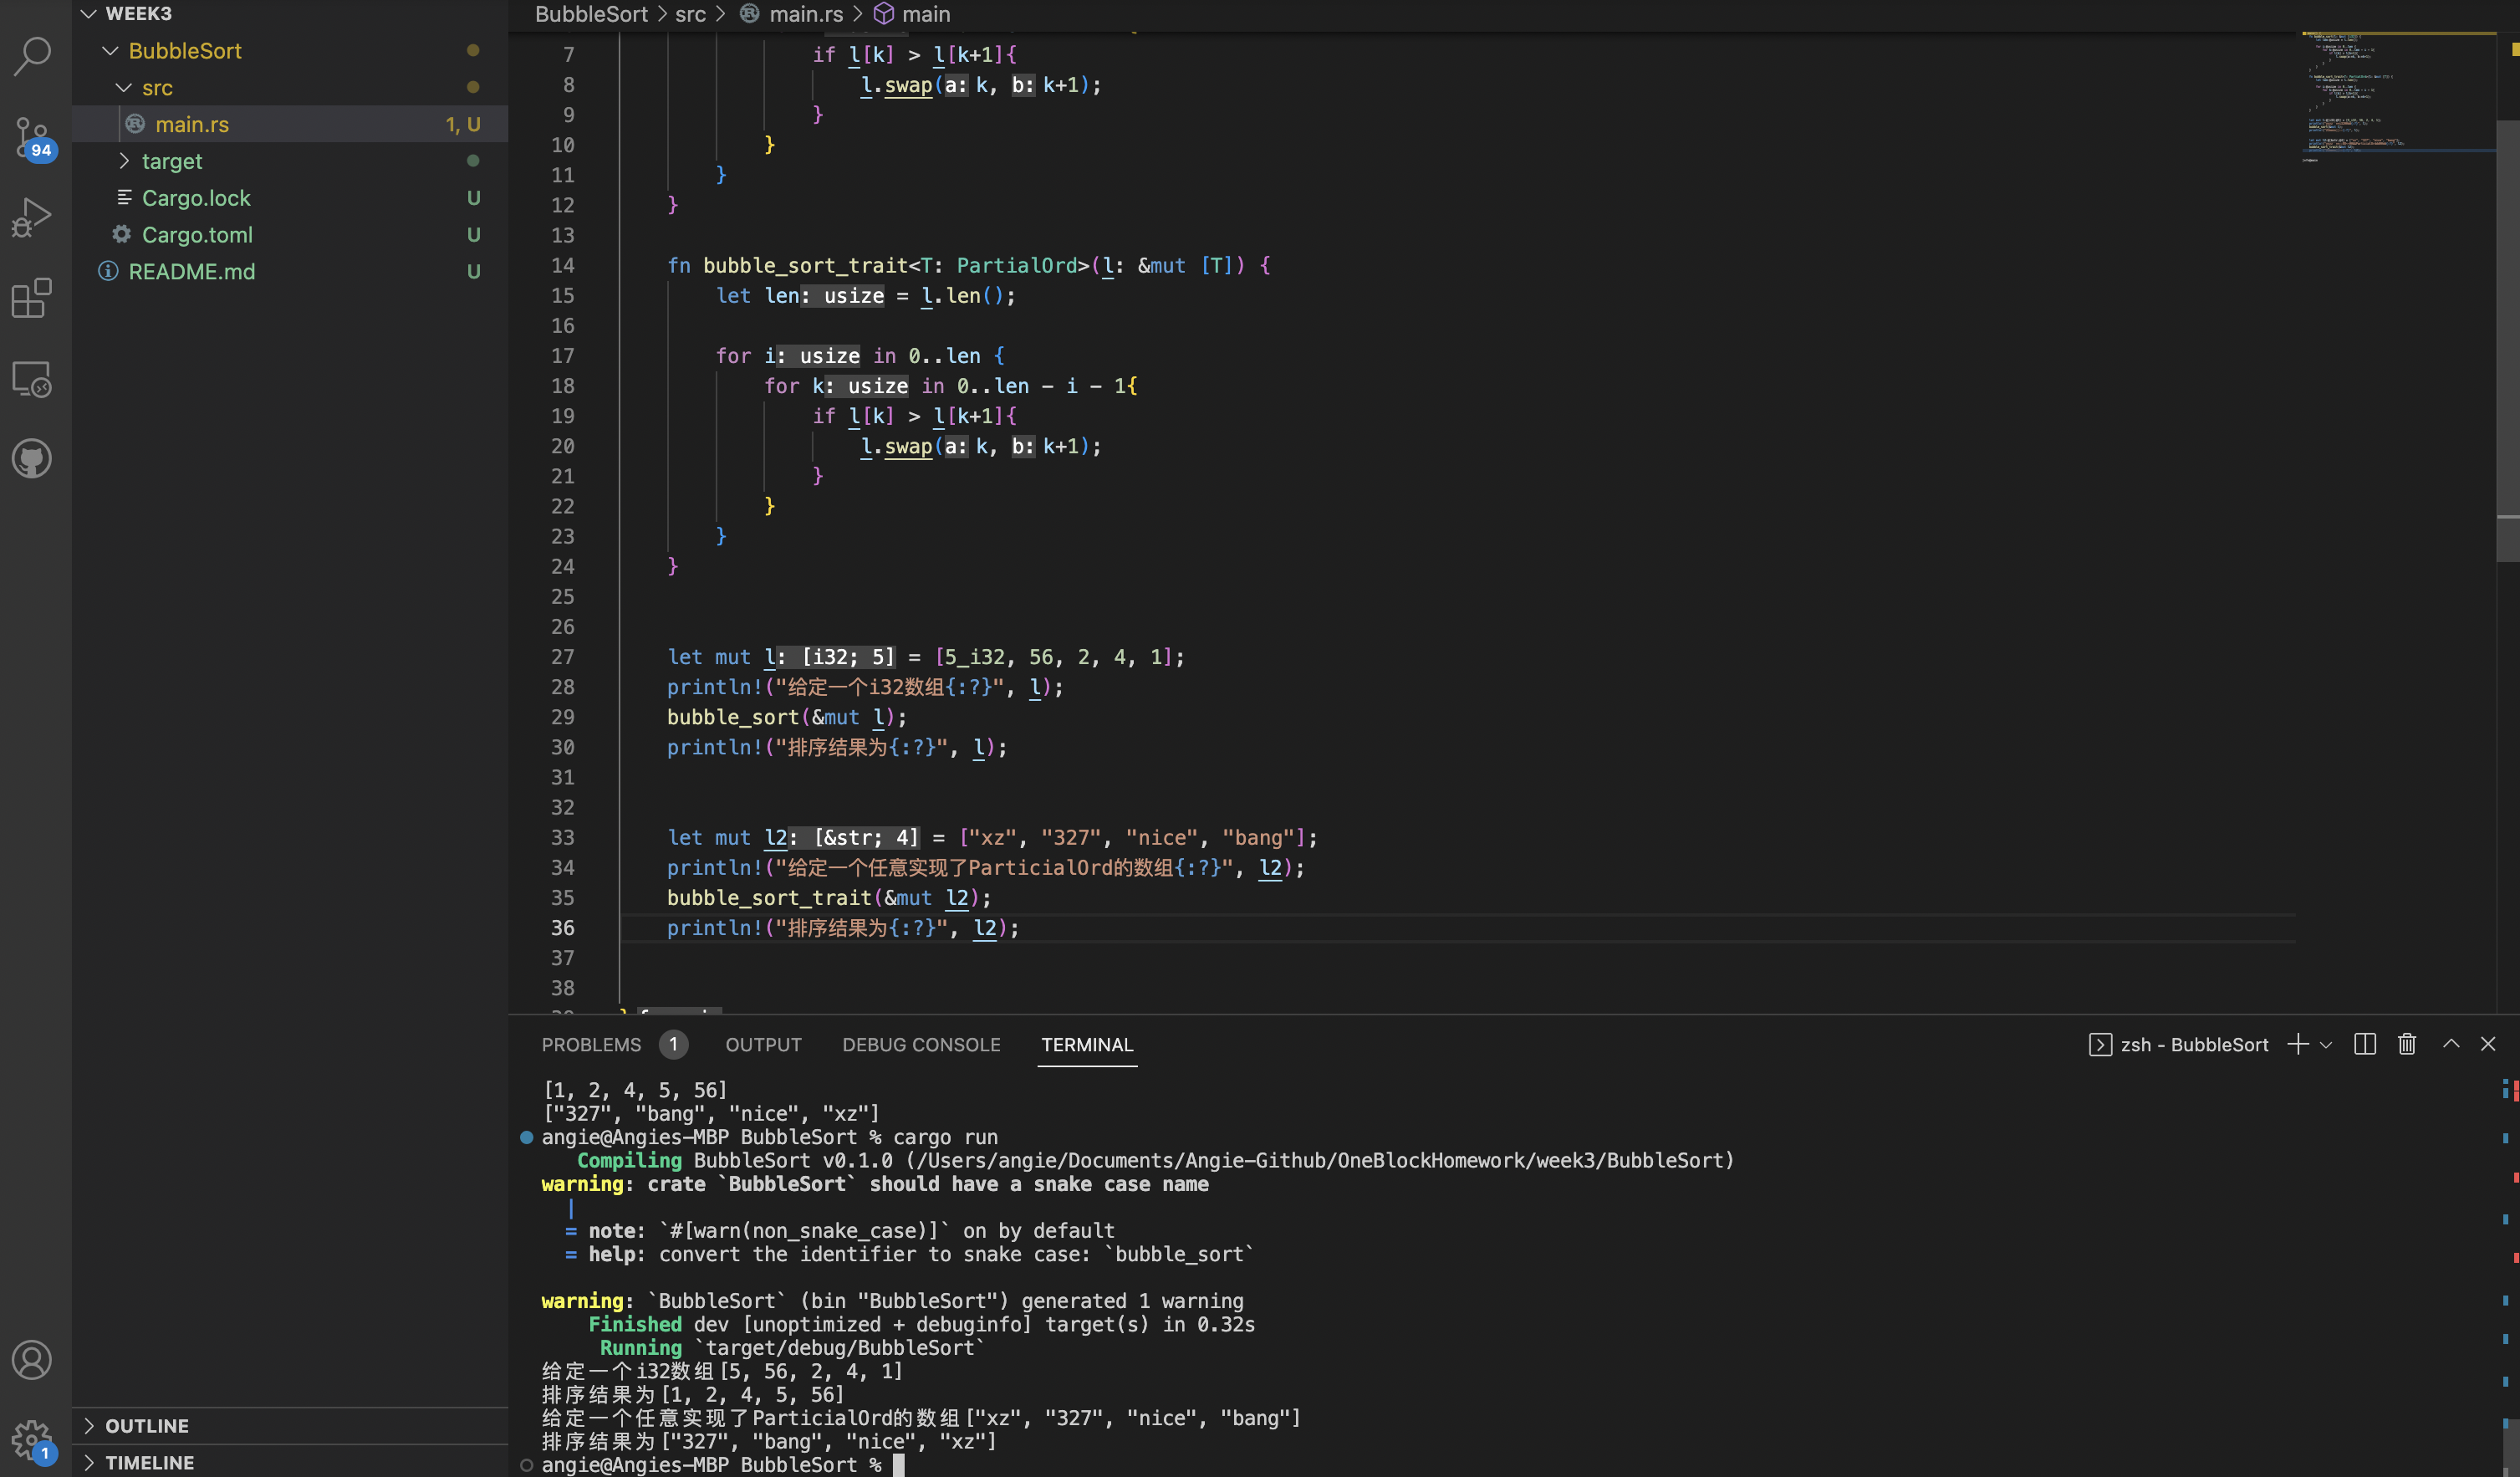 WEEK3
BubbleSort
src
main.rs 1, U
target
Cargo.lock U
Cargo.toml U
README.md U
94
1
OUTLINE
TIMELINE
BubbleSort > src > main.rs > main
7 if l[k] > l[k+1]{
8 l.swap(a: k, b: k+1);
9 }
10 }
11 }
12 }
13
14 fn bubble_sort_trait<T: PartialOrd>(l: &mut [T]) {
15 let len: usize = l.len();
16
17 for i: usize in 0..len {
18 for k: usize in 0..len - i - 1{
19 if l[k] > l[k+1]{
20 l.swap(a: k, b: k+1);
21 }
22 }
23 }
24 }
25
26
27 let mut l: [i32; 5] = [5_i32, 56, 2, 4, 1];
28 println!("给定一个i32数组{:?}", l);
29 bubble_sort(&mut l);
30 println!("排序结果为{:?}", l);
31
32
33 let mut l2: [&str; 4] = ["xz", "327", "nice", "bang"];
34 println!("给定一个任意实现了ParticialOrd的数组{:?}", l2);
35 bubble_sort_trait(&mut l2);
36 println!("排序结果为{:?}", l2);
37
38
PROBLEMS 1 OUTPUT DEBUG CONSOLE TERMINAL zsh - BubbleSort
[1, 2, 4, 5, 56]
["327", "bang", "nice", "xz"]
angie@Angies-MBP BubbleSort % cargo run
Compiling BubbleSort v0.1.0 (/Users/angie/Documents/Angie-Github/OneBlockHomework/week3/BubbleSort)
warning: crate `BubbleSort` should have a snake case name
|
= note: `#[warn(non_snake_case)]` on by default
= help: convert the identifier to snake case: `bubble_sort`
warning: `BubbleSort` (bin "BubbleSort") generated 1 warning
Finished dev [unoptimized + debuginfo] target(s) in 0.32s
Running `target/debug/BubbleSort`
给定一个i32数组[5, 56, 2, 4, 1]
排序结果为[1, 2, 4, 5, 56]
给定一个任意实现了ParticialOrd的数组["xz", "327", "nice", "bang"]
排序结果为["327", "bang", "nice", "xz"]
angie@Angies-MBP BubbleSort %